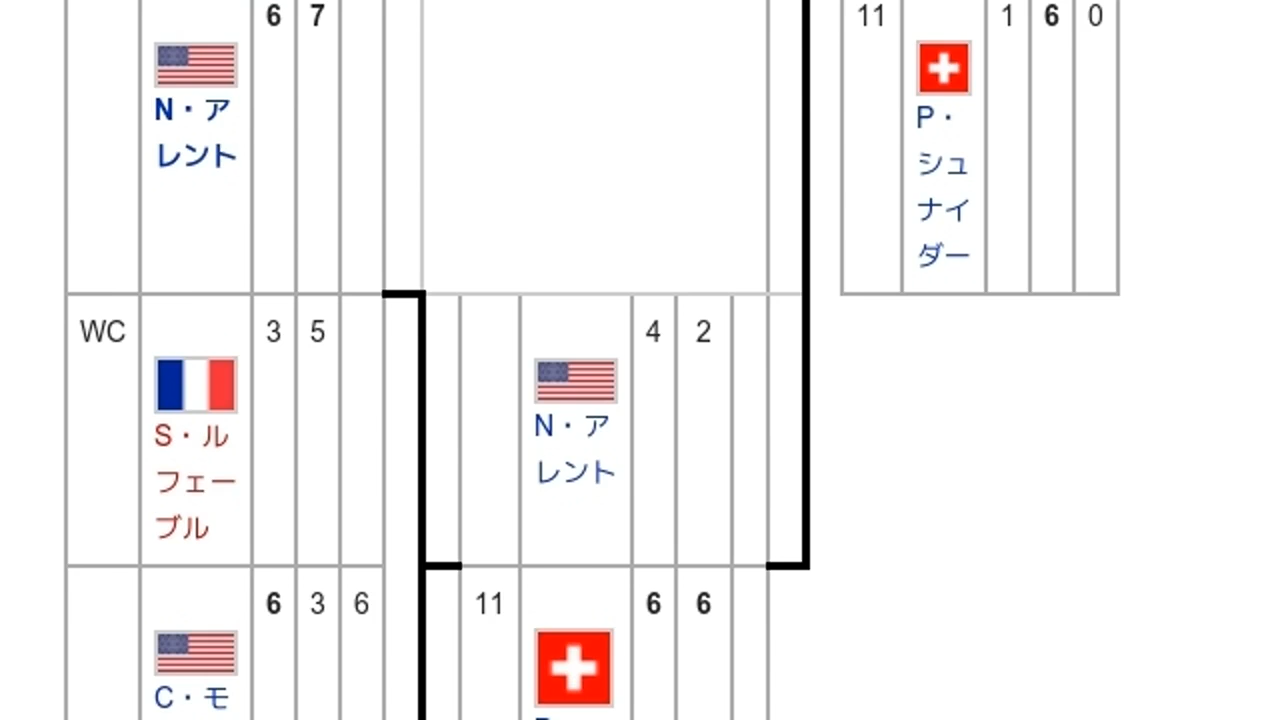 6 7
N・ア
レント
11 1 6 0
P・
シュ
ナイ
ダー
WC 3 5
S・ル
フェー
ブル
4 2
N・ア
レント
6 3 6
C・モ
11 6 6